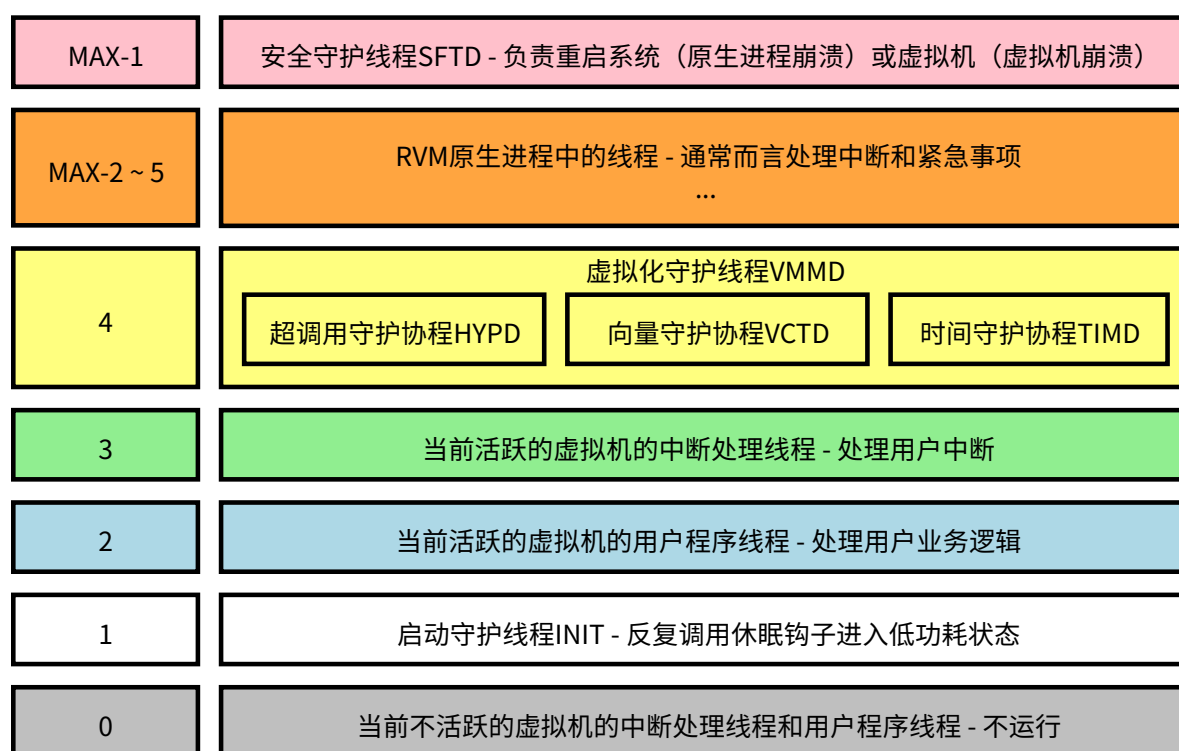 MAX-1
安全守护线程SFTD - 负责重启系统（原生进程崩溃）或虚拟机（虚拟机崩溃）
MAX-2 ~ 5
RVM原生进程中的线程 - 通常而言处理中断和紧急事项
...
4
虚拟化守护线程VMMD
超调用守护协程HYPD
向量守护协程VCTD
时间守护协程TIMD
3
当前活跃的虚拟机的中断处理线程 - 处理用户中断
2
当前活跃的虚拟机的用户程序线程 - 处理用户业务逻辑
1
启动守护线程INIT - 反复调用休眠钩子进入低功耗状态
0
当前不活跃的虚拟机的中断处理线程和用户程序线程 - 不运行